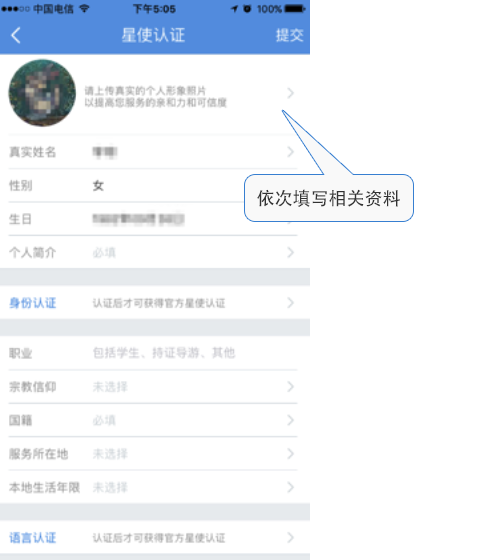 中国电信 下午5:05 100%
星使认证 提交
请上传真实的个人形象照片
以提高您服务的亲和力和可信度
真实姓名
性别 女
依次填写相关资料
生日
个人简介 必填
身份认证 认证后才可获得官方星使认证
职业 包括学生、持证导游、其他
宗教信仰 未选择
国籍 必填
服务所在地 未选择
本地生活年限 未选择
语言认证 认证后才可获得官方星使认证